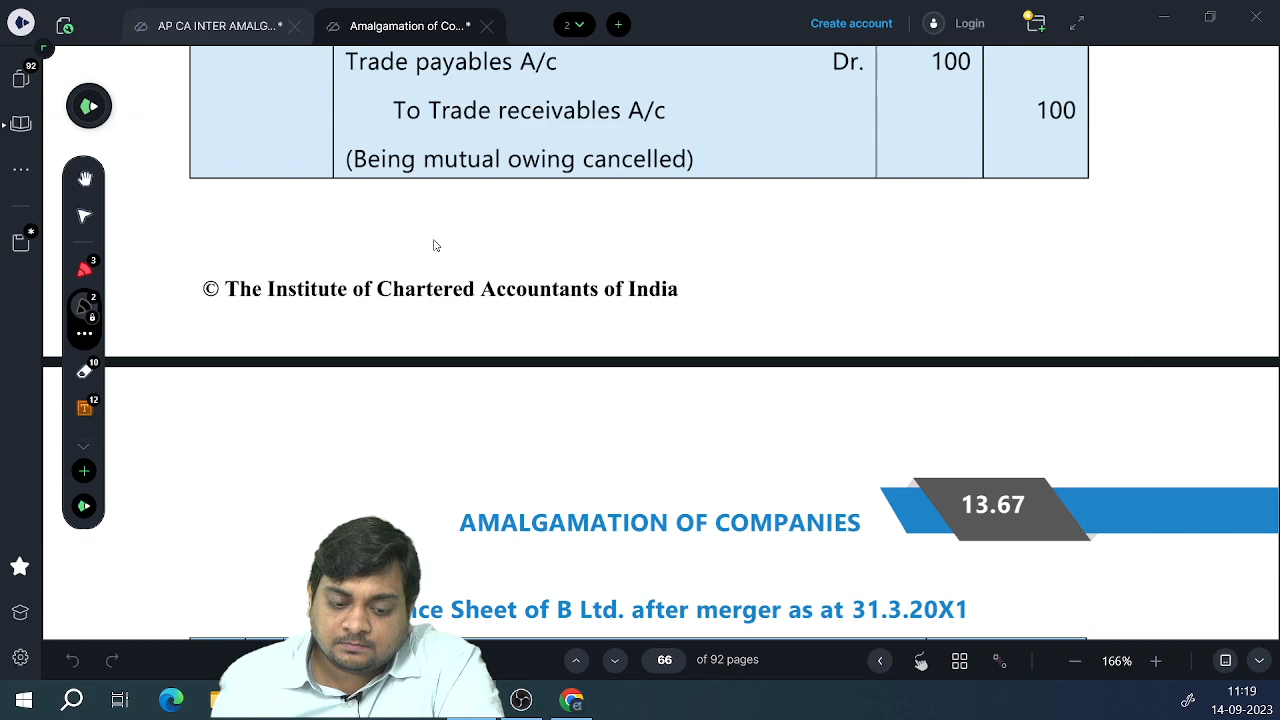 AP CA INTER AMALG...*
Amalgamation of Co...*
2
Create account
Login
92
Trade payables A/c Dr. 100
To Trade receivables A/c 100
(Being mutual owing cancelled)
© The Institute of Chartered Accountants of India
3
2
10
T 12
AMALGAMATION OF COMPANIES
13.67
ce Sheet of B Ltd. after merger as at 31.3.20X1
66 of 92 pages
166%
11:19
14-09-2023